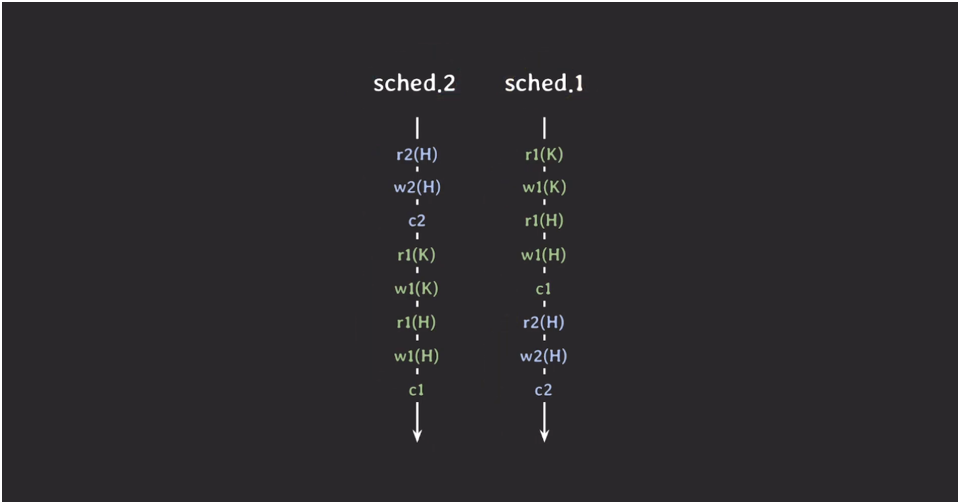 sched.2
r2(H)
w2(H)
c2
r1(K)
w1(K)
r1(H)
w1(H)
c1
sched.1
r1(K)
w1(K)
r1(H)
w1(H)
c1
r2(H)
w2(H)
c2